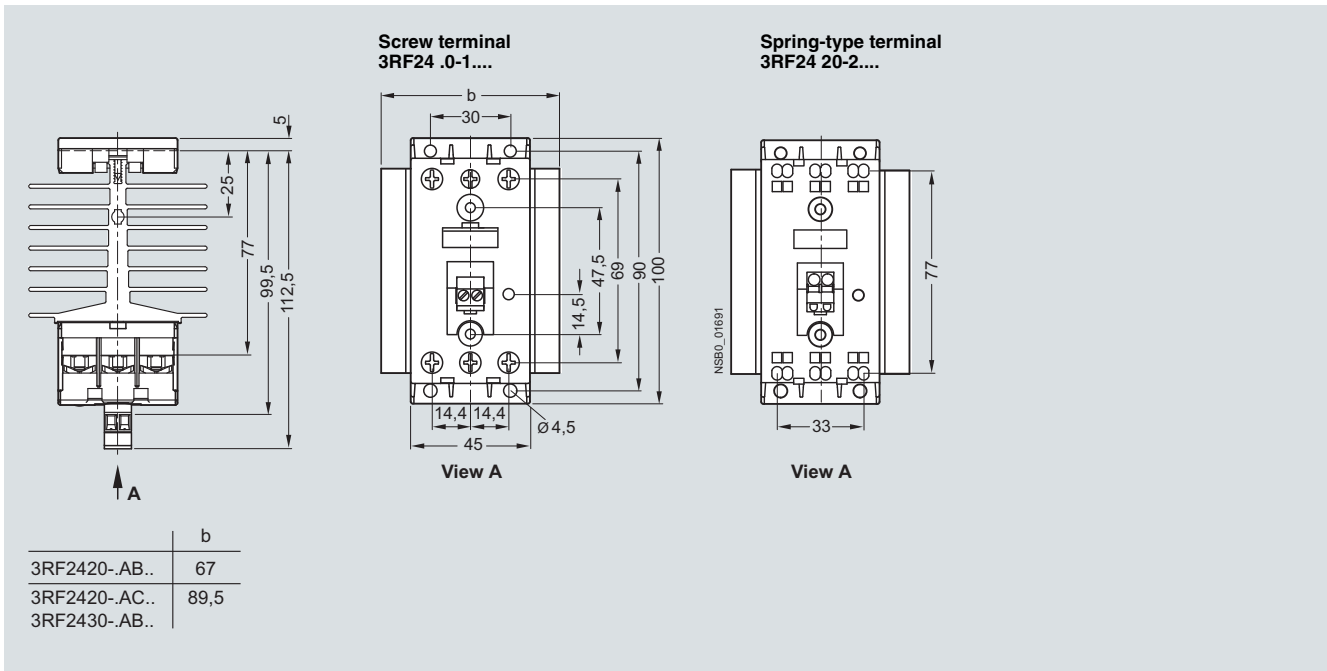 Screw terminal
3RF24 .0-1....
Spring-type terminal
3RF24 20-2....
b
30
5
25
77
99,5
112,5
47,5
69
90
100
14,5
77
NSB0_01691
14,4
14,4
Ø 4,5
45
33
View A
View A
A
b
3RF2420-.AB.. 67
3RF2420-.AC.. 89,5
3RF2430-.AB..